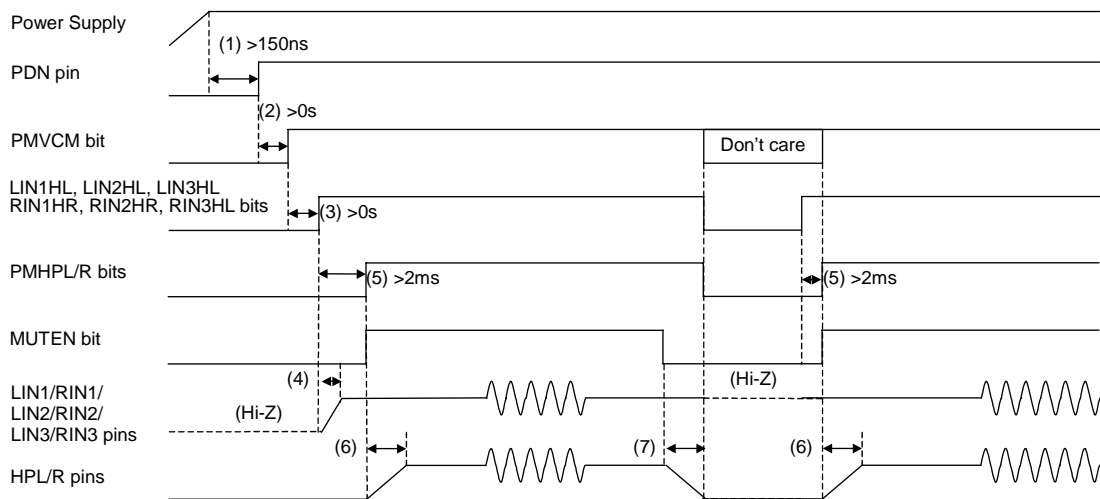 Power Supply
(1) >150ns
PDN pin
(2) >0s
PMVCM bit
Don't care
LIN1HL, LIN2HL, LIN3HL
RIN1HR, RIN2HR, RIN3HL bits
(3) >0s
PMHPL/R bits
(5) >2ms
(5) >2ms
MUTEN bit
(4)
(Hi-Z)
LIN1/RIN1/
LIN2/RIN2/
LIN3/RIN3 pins
(Hi-Z)
(6)
(7)
(6)
HPL/R pins